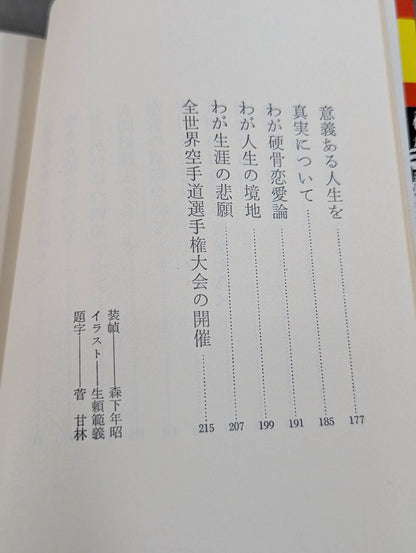 意義ある人生を……177
真実について……185
わが硬骨恋愛論……191
わが人生の境地……199
わが生涯の悲願……207
全世界空手道選手権大会の開催……215
装幀――森下年昭
イラスト――生頼範義
題字――菅 甘林